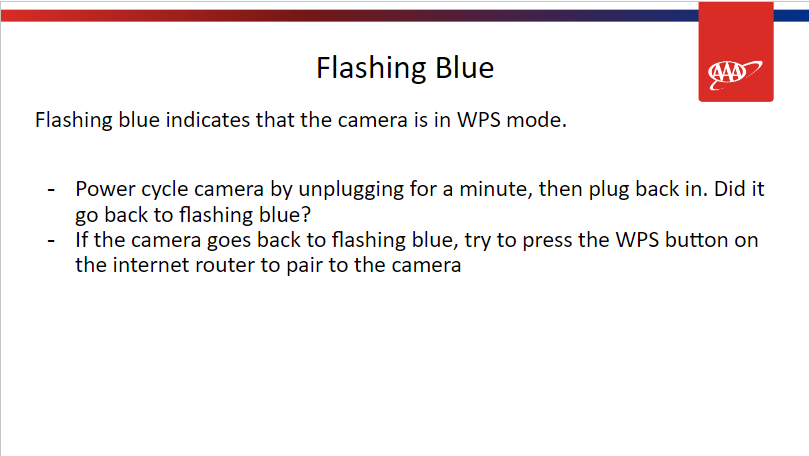 AAA
Flashing Blue
Flashing blue indicates that the camera is in WPS mode.
- Power cycle camera by unplugging for a minute, then plug back in. Did it
go back to flashing blue?
- If the camera goes back to flashing blue, try to press the WPS button on
the internet router to pair to the camera